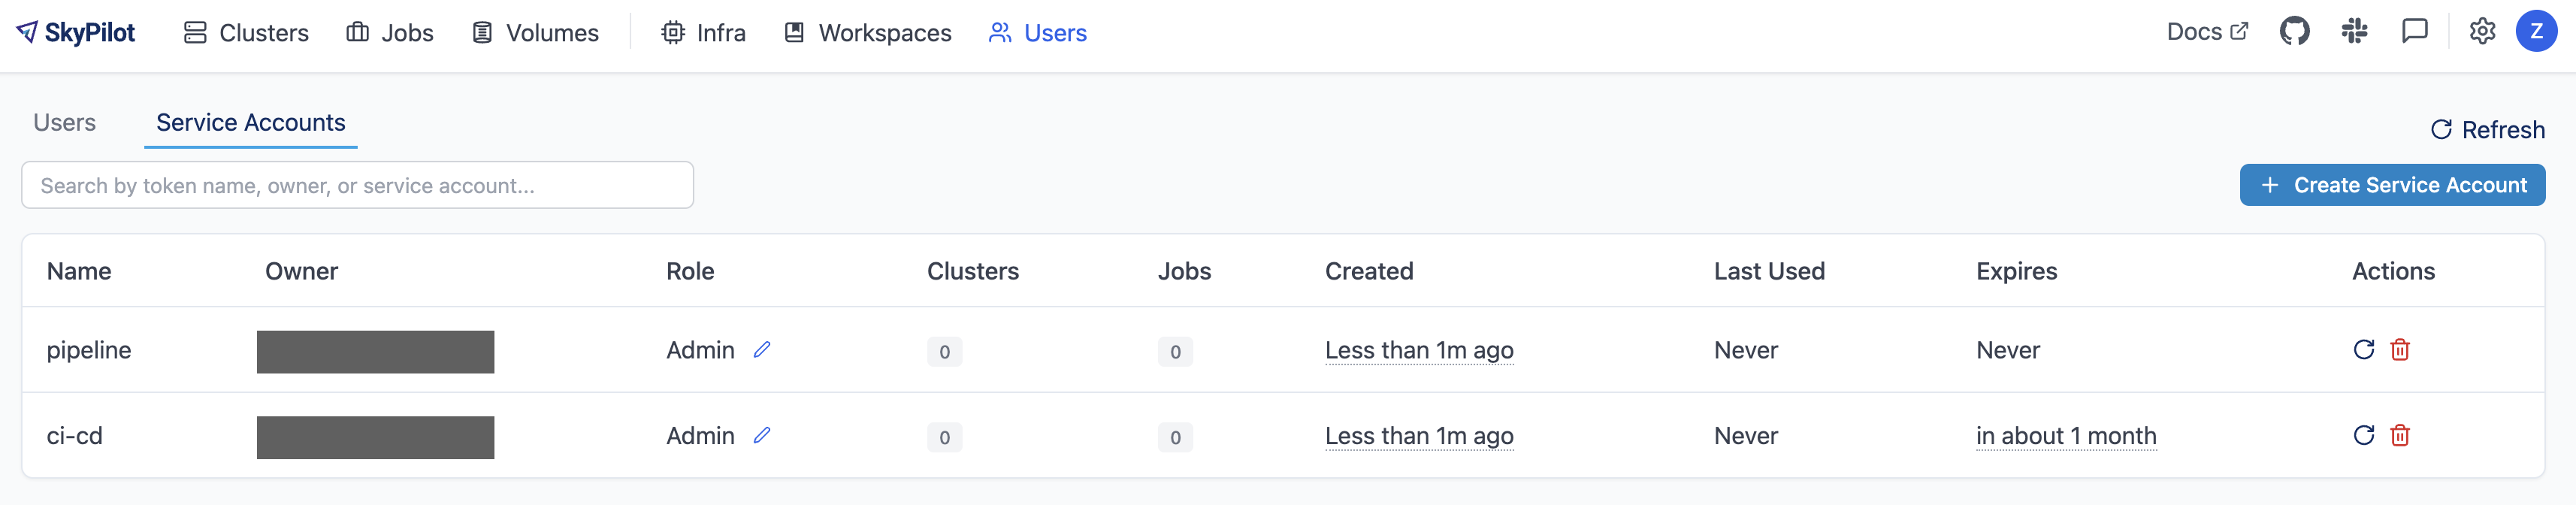 SkyPilot Clusters Jobs Volumes Infra Workspaces Users Docs Z
Users Service Accounts Refresh
Search by token name, owner, or service account... Create Service Account
Name Owner Role Clusters Jobs Created Last Used Expires Actions
pipeline Admin 0 0 Less than 1m ago Never Never
ci-cd Admin 0 0 Less than 1m ago Never in about 1 month